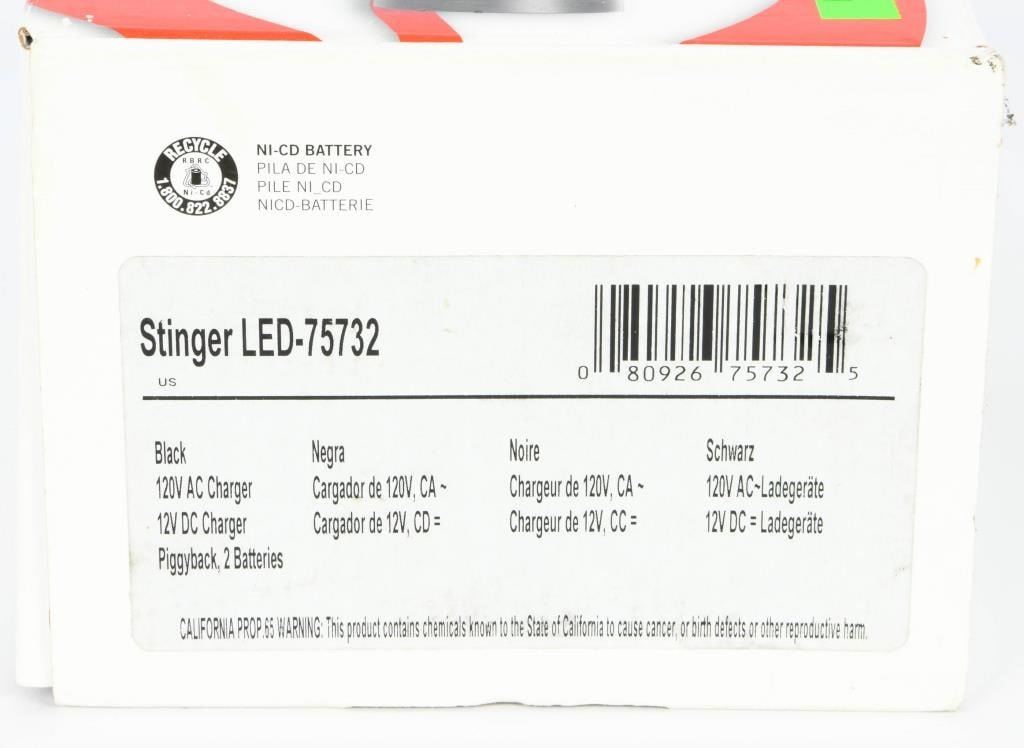 RECYCLE
RBRC
Ni-Cd
1.800.822.8837
NI-CD BATTERY
PILA DE NI-CD
PILE NI_CD
NICD-BATTERIE
Stinger LED-75732
US
0 80926 75732 5
Black
120V AC Charger
12V DC Charger
Piggyback, 2 Batteries
Negra
Cargador de 120V, CA ~
Cargador de 12V, CD =
Noire
Chargeur de 120V, CA ~
Chargeur de 12V, CC =
Schwarz
120V AC~Ladegeräte
12V DC = Ladegeräte
CALIFORNIA PROP.65 WARNING: This product contains chemicals known to the State of California to cause cancer, or birth defects or other reproductive harm.